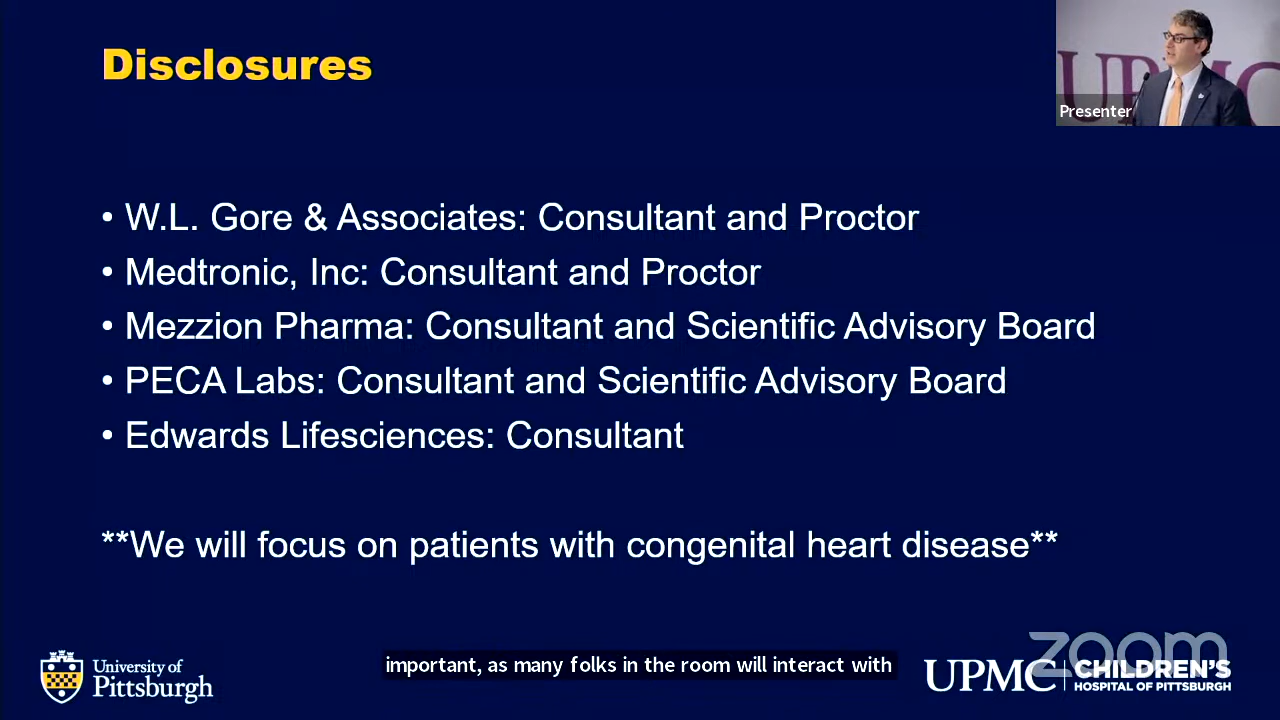 Disclosures
UPMC
Presenter
• W.L. Gore & Associates: Consultant and Proctor
• Medtronic, Inc: Consultant and Proctor
• Mezzion Pharma: Consultant and Scientific Advisory Board
• PECA Labs: Consultant and Scientific Advisory Board
• Edwards Lifesciences: Consultant
**We will focus on patients with congenital heart disease**
University of
Pittsburgh
important, as many folks in the room will interact with
zoom
UPMC
CHILDREN'S
HOSPITAL OF PITTSBURGH